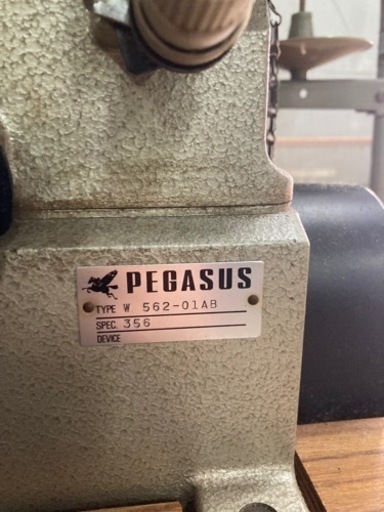 PEGASUS
TYPE W 562-01AB
SPEC. 356
DEVICE